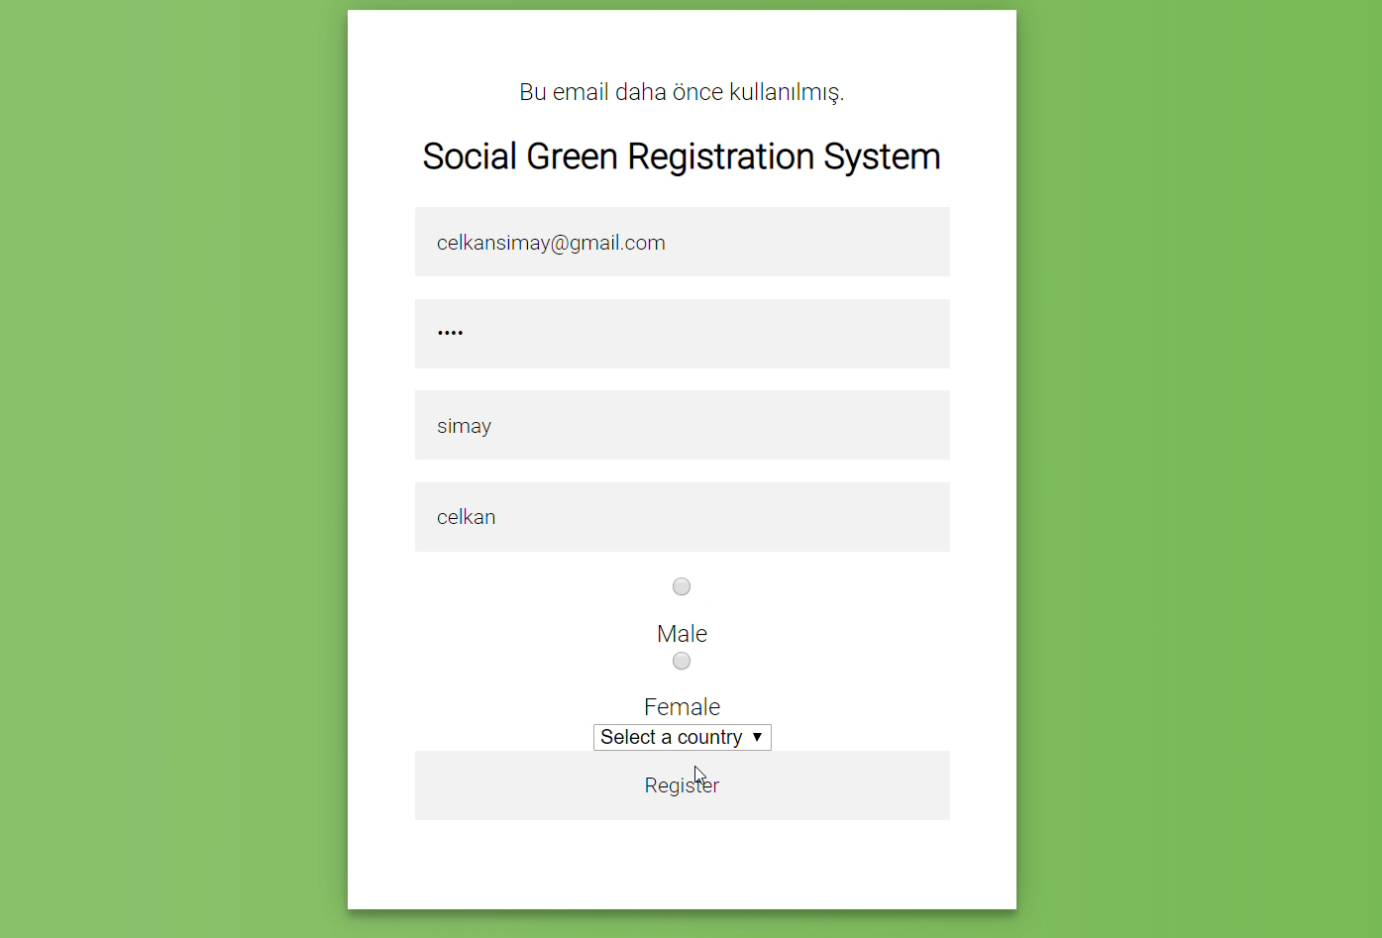 Bu email daha önce kullanılmış.
Social Green Registration System
celkansimay@gmail.com
••••
simay
celkan
Male
Female
Select a country ▼
Register